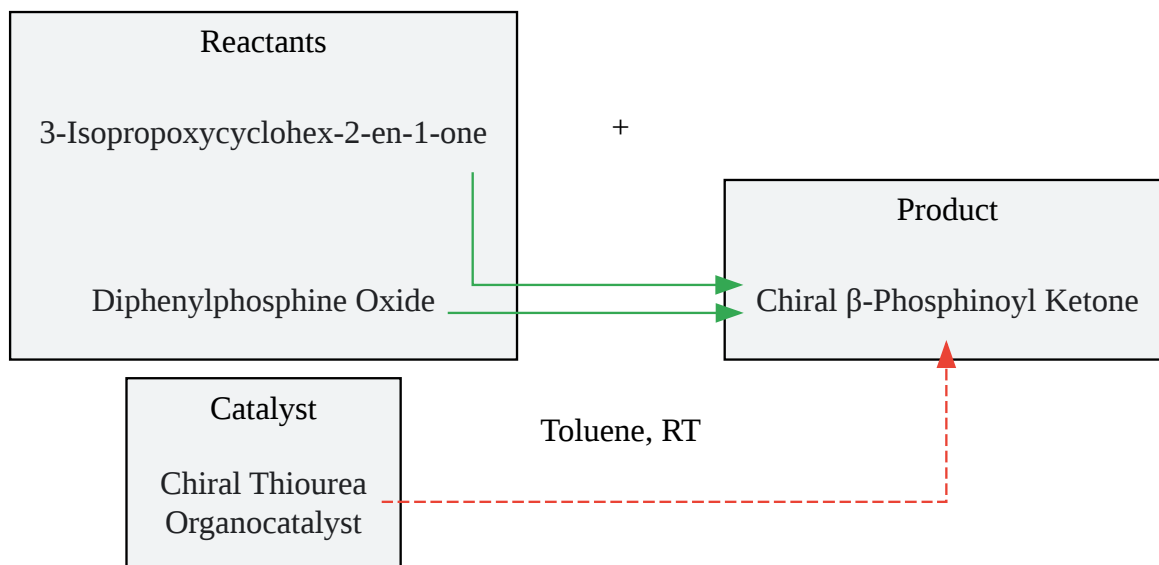 Reactants
3-Isopropoxycyclohex-2-en-1-one
+
Diphenylphosphine Oxide
Product
Chiral β-Phosphinoyl Ketone
Catalyst
Chiral Thiourea
Organocatalyst
Toluene, RT